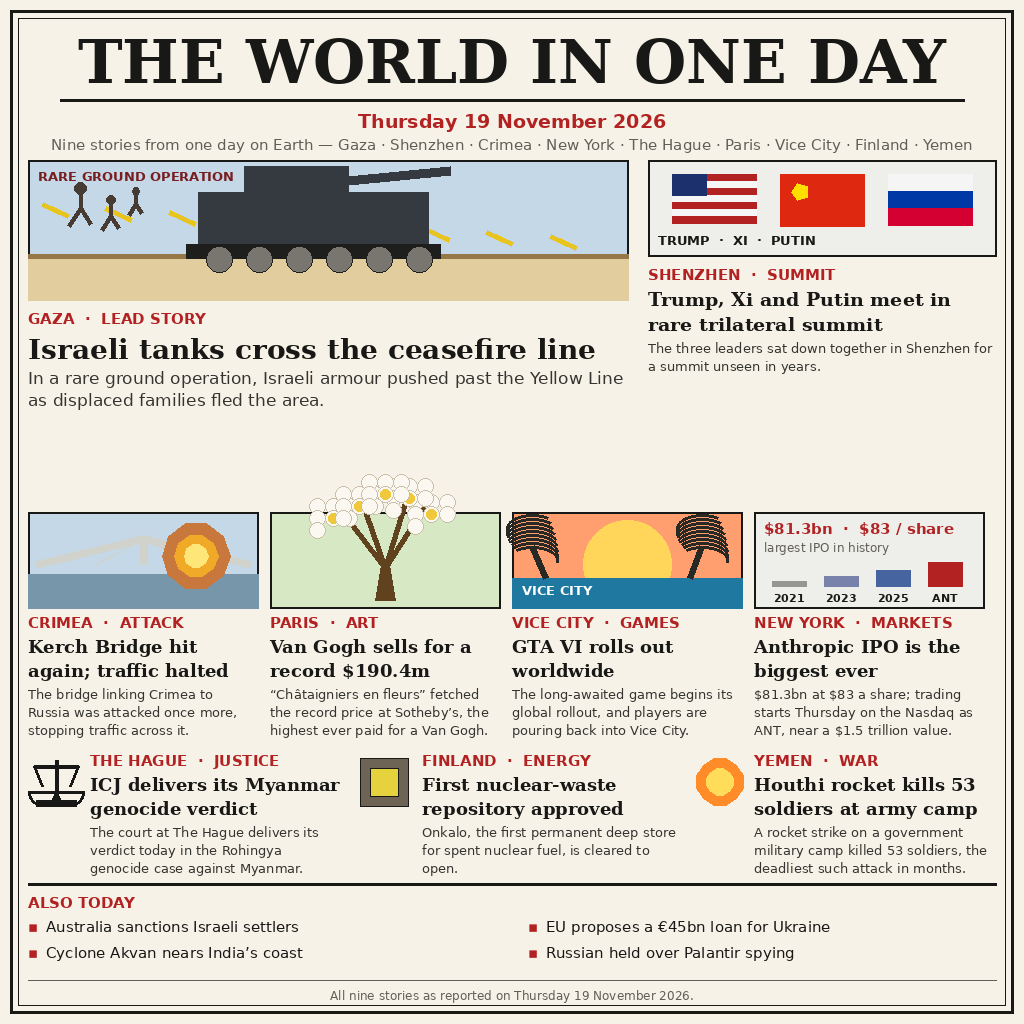 THE WORLD IN ONE DAY
Thursday 19 November 2026
Nine stories from one day on Earth — Gaza · Shenzhen · Crimea · New York · The Hague · Paris · Vice City · Finland · Yemen
RARE GROUND OPERATION
GAZA · LEAD STORY
Israeli tanks cross the ceasefire line
In a rare ground operation, Israeli armour pushed past the Yellow Line
as displaced families fled the area.
TRUMP · XI · PUTIN
SHENZHEN · SUMMIT
Trump, Xi and Putin meet in
rare trilateral summit
The three leaders sat down together in Shenzhen for
a summit unseen in years.
CRIMEA · ATTACK
Kerch Bridge hit
again; traffic halted
The bridge linking Crimea to
Russia was attacked once more,
stopping traffic across it.
PARIS · ART
Van Gogh sells for a
record $190.4m
“Châtaigniers en fleurs” fetched
the record price at Sotheby’s, the
highest ever paid for a Van Gogh.
VICE CITY
VICE CITY · GAMES
GTA VI rolls out
worldwide
The long-awaited game begins its
global rollout, and players are
pouring back into Vice City.
$81.3bn · $83 / share
largest IPO in history
2021 2023 2025 ANT
NEW YORK · MARKETS
Anthropic IPO is the
biggest ever
$81.3bn at $83 a share; trading
starts Thursday on the Nasdaq as
ANT, near a $1.5 trillion value.
THE HAGUE · JUSTICE
ICJ delivers its Myanmar
genocide verdict
The court at The Hague delivers its
verdict today in the Rohingya
genocide case against Myanmar.
FINLAND · ENERGY
First nuclear-waste
repository approved
Onkalo, the first permanent deep store
for spent nuclear fuel, is cleared to
open.
YEMEN · WAR
Houthi rocket kills 53
soldiers at army camp
A rocket strike on a government
military camp killed 53 soldiers, the
deadliest such attack in months.
ALSO TODAY
Australia sanctions Israeli settlers
Cyclone Akvan nears India’s coast
EU proposes a €45bn loan for Ukraine
Russian held over Palantir spying
All nine stories as reported on Thursday 19 November 2026.